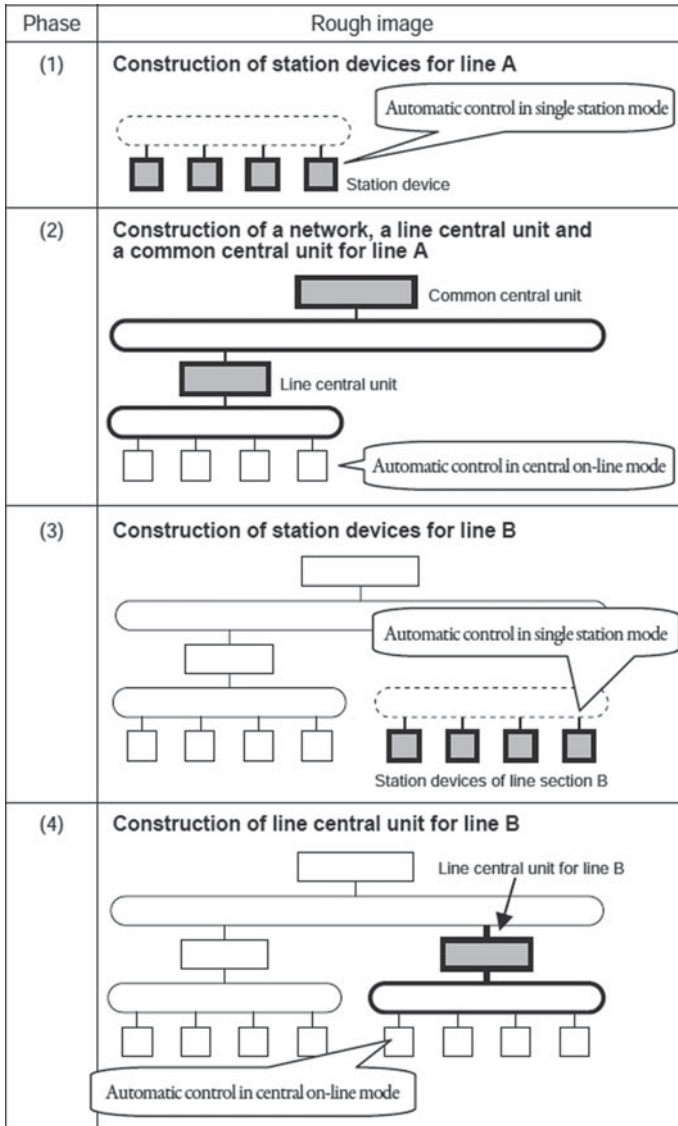 Phase
Rough image
(1)
Construction of station devices for line A
Automatic control in single station mode
Station device
(2)
Construction of a network, a line central unit and
a common central unit for line A
Common central unit
Line central unit
Automatic control in central on-line mode
(3)
Construction of station devices for line B
Automatic control in single station mode
Station devices of line section B
(4)
Construction of line central unit for line B
Line central unit for line B
Automatic control in central on-line mode